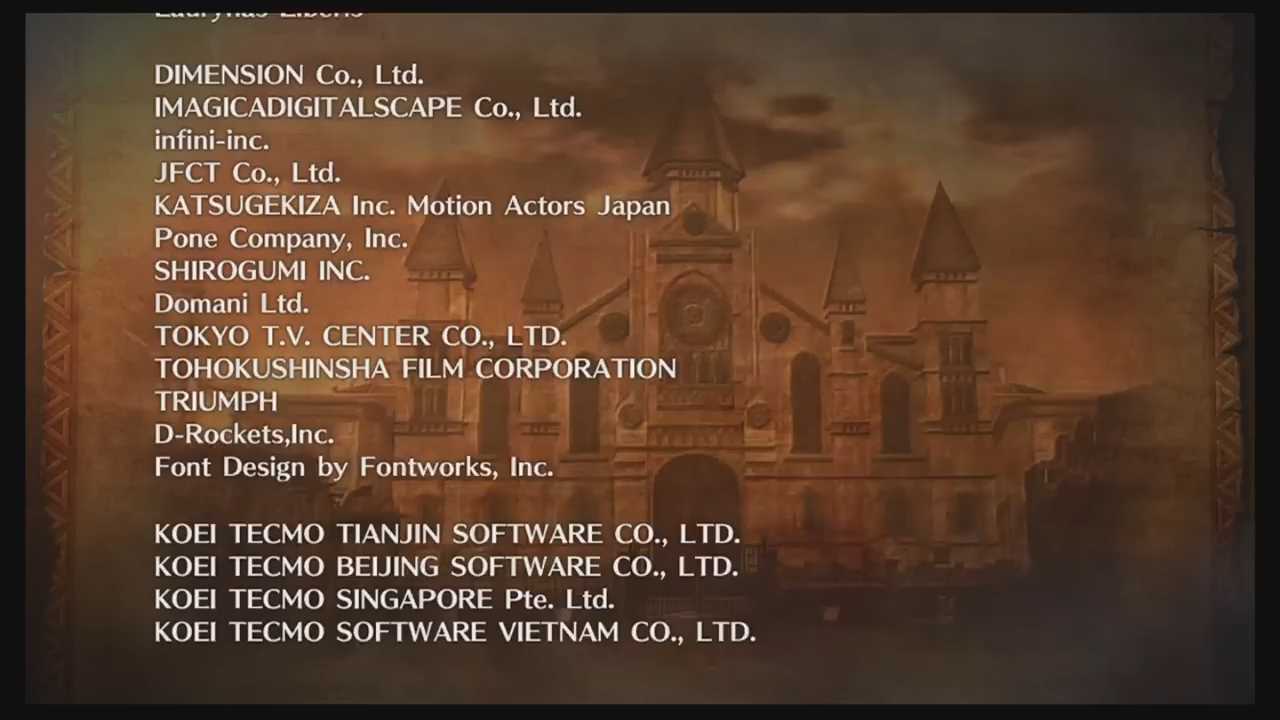 DIMENSION Co., Ltd.
IMAGICADIGITALSCAPE Co., Ltd.
infini-inc.
JFCT Co., Ltd.
KATSUGEKIZA Inc. Motion Actors Japan
Pone Company, Inc.
SHIROGUMI INC.
Domani Ltd.
TOKYO T.V. CENTER CO., LTD.
TOHOKUSHINSHA FILM CORPORATION
TRIUMPH
D-Rockets,Inc.
Font Design by Fontworks, Inc.
KOEI TECMO TIANJIN SOFTWARE CO., LTD.
KOEI TECMO BEIJING SOFTWARE CO., LTD.
KOEI TECMO SINGAPORE Pte. Ltd.
KOEI TECMO SOFTWARE VIETNAM CO., LTD.